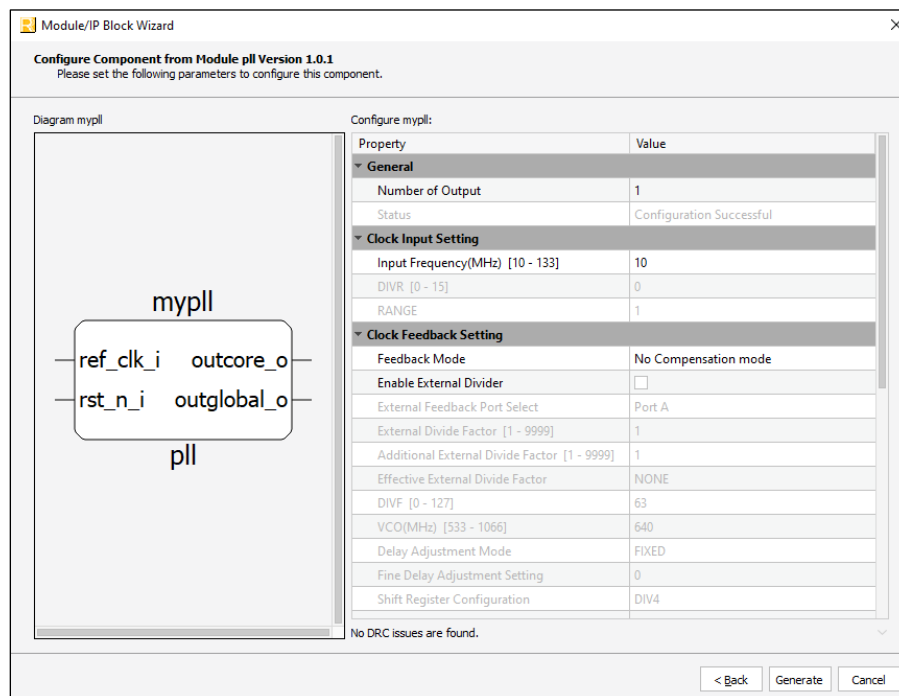 Module/IP Block Wizard
Configure Component from Module pll Version 1.0.1
Please set the following parameters to configure this component.
Diagram mypll
mypll
ref_clk_i outcore_o
rst_n_i outglobal_o
pll
Configure mypll:
Property Value
General
Number of Output 1
Status Configuration Successful
Clock Input Setting
Input Frequency(MHz) [10 - 133] 10
DIVR [0 - 15] 0
RANGE 1
Clock Feedback Setting
Feedback Mode No Compensation mode
Enable External Divider
External Feedback Port Select Port A
External Divide Factor [1 - 9999] 1
Additional External Divide Factor [1 - 9999] 1
Effective External Divide Factor NONE
DIVF [0 - 127] 63
VCO(MHz) [533 - 1066] 640
Delay Adjustment Mode FIXED
Fine Delay Adjustment Setting 0
Shift Register Configuration DIV4
No DRC issues are found.
< Back Generate Cancel